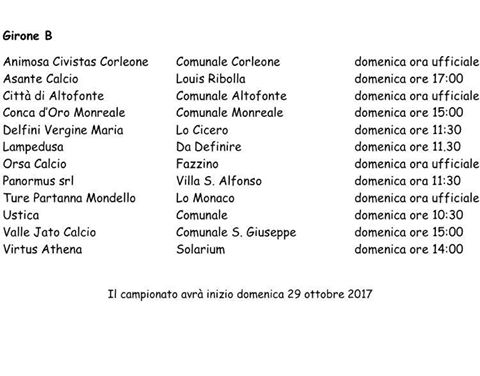 Girone B
Animosa Civistas Corleone Comunale Corleone domenica ora ufficiale
Asante Calcio Louis Ribolla domenica ore 17:00
Città di Altofonte Comunale Altofonte domenica ora ufficiale
Conca d'Oro Monreale Comunale Monreale domenica ore 15:00
Delfini Vergine Maria Lo Cicero domenica ore 11:30
Lampedusa Da Definire domenica ore 11.30
Orsa Calcio Fazzino domenica ora ufficiale
Panormus srl Villa S. Alfonso domenica ora 11:30
Ture Partanna Mondello Lo Monaco domenica ora ufficiale
Ustica Comunale domenica ore 10:30
Valle Jato Calcio Comunale S. Giuseppe domenica ore 15:00
Virtus Athena Solarium domenica ore 14:00
Il campionato avrà inizio domenica 29 ottobre 2017